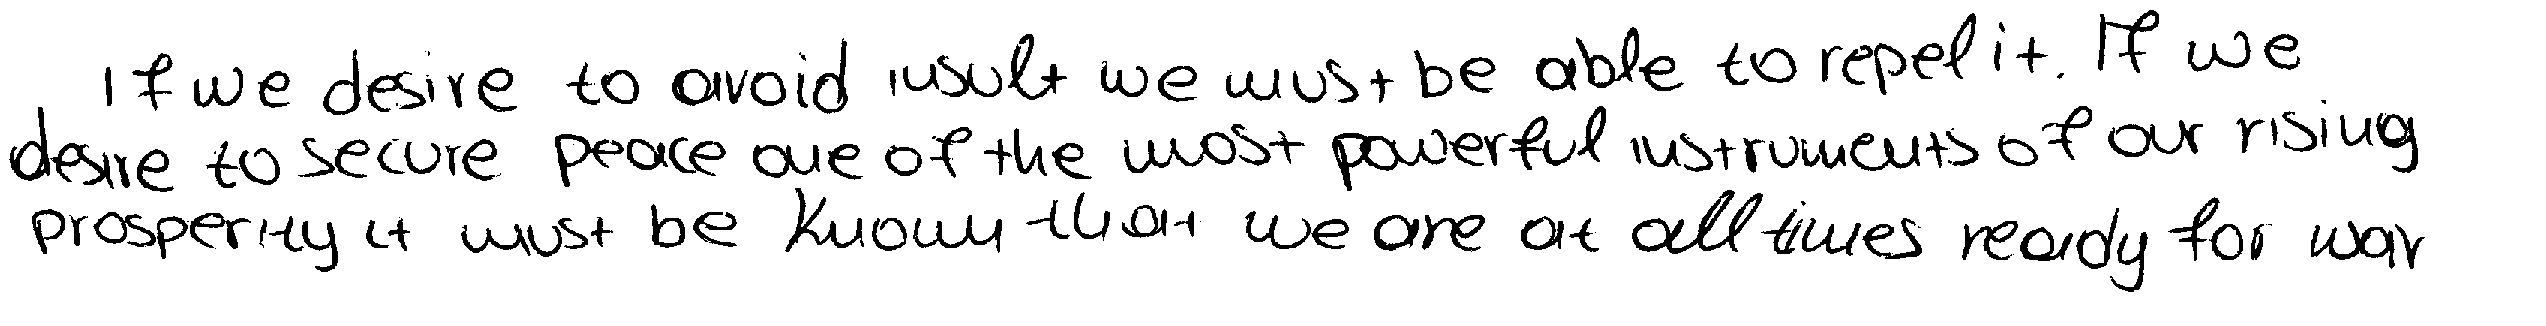 If we desire to avoid insult we must be able to repel it. If we
desire to secure peace one of the most powerful instruments of our rising
prosperity it must be known that we are at all times ready for war